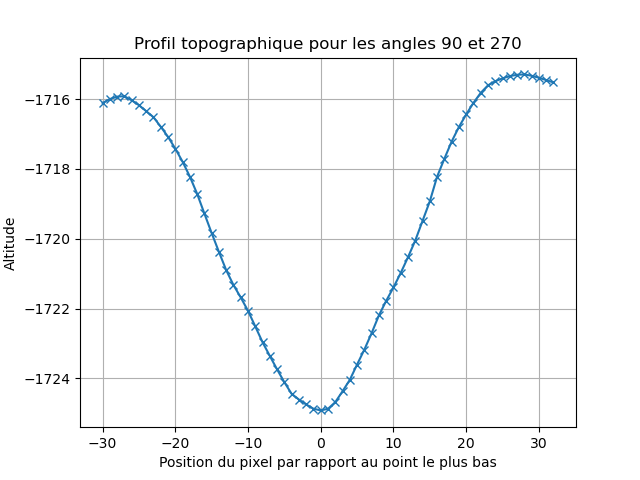 Profil topographique pour les angles 90 et 270
Altitude
−1716
−1718
−1720
−1722
−1724
−30 −20 −10 0 10 20 30
Position du pixel par rapport au point le plus bas